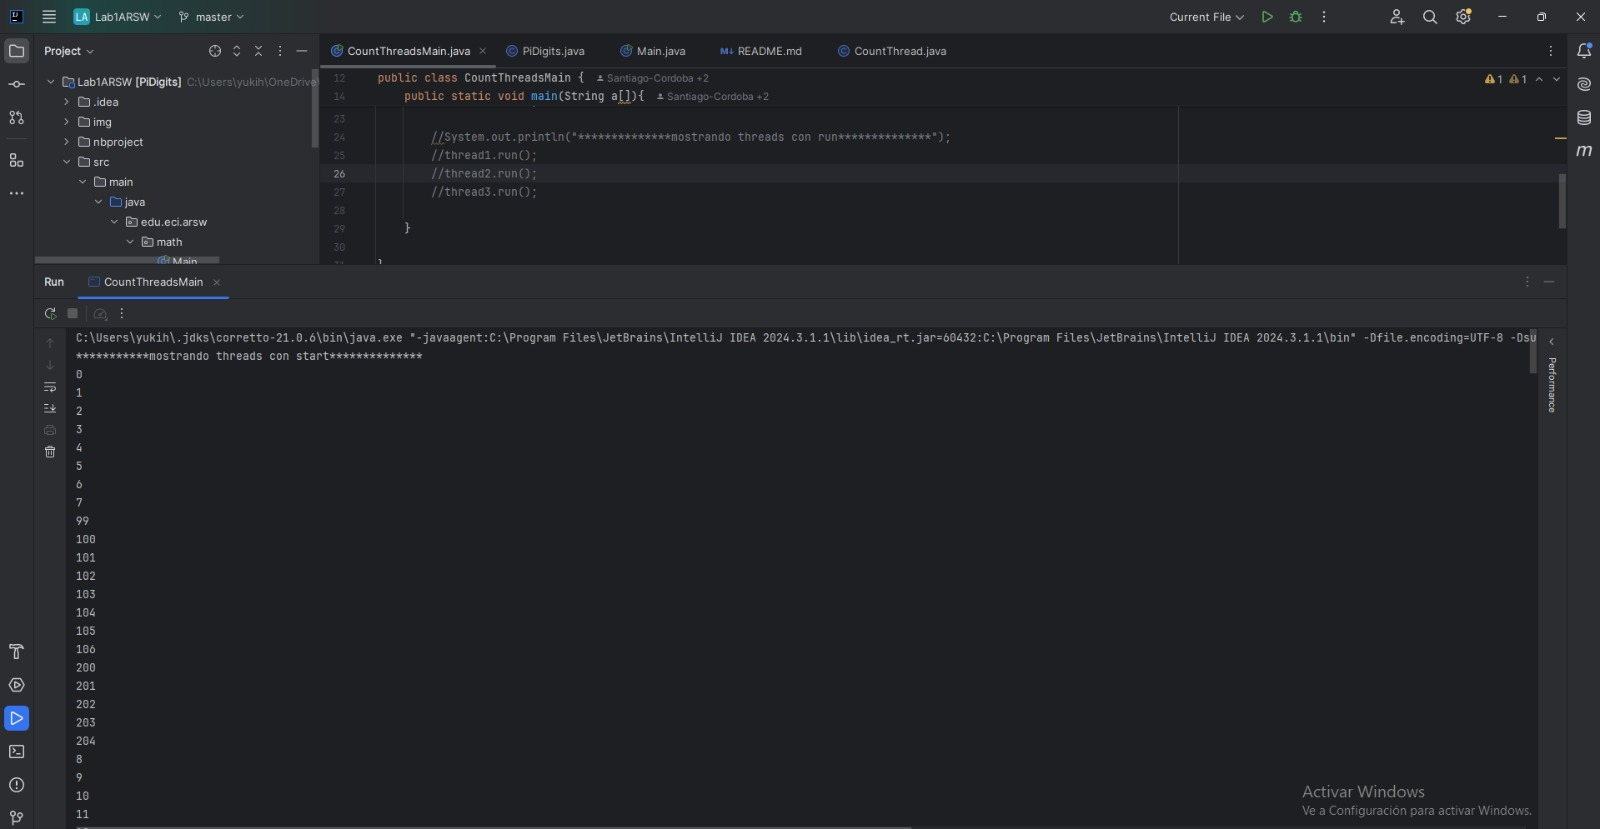 LA Lab1ARSW master Current File
Project
CountThreadsMain.java PiDigits.java Main.java M↓ README.md CountThread.java
Lab1ARSW [PiDigits] C:\Users\yukih\OneDrive
.idea
img
nbproject
src
main
java
edu.eci.arsw
math
Main
12 public class CountThreadsMain { Santiago-Cordoba +2
14 public static void main(String a[]){ Santiago-Cordoba +2
1 1
23
24 //System.out.println("**************mostrando threads con run**************");
25 //thread1.run();
26 //thread2.run();
27 //thread3.run();
28
29 }
30
31 }
Run CountThreadsMain
C:\Users\yukih\.jdks\corretto-21.0.6\bin\java.exe "-javaagent:C:\Program Files\JetBrains\IntelliJ IDEA 2024.3.1.1\lib\idea_rt.jar=60432:C:\Program Files\JetBrains\IntelliJ IDEA 2024.3.1.1\bin" -Dfile.encoding=UTF-8 -Dsu
***********mostrando threads con start**************
0
1
2
3
4
5
6
7
99
100
101
102
103
104
105
106
200
201
202
203
204
8
9
10
11
Performance
m
Activar Windows
Ve a Configuración para activar Windows.